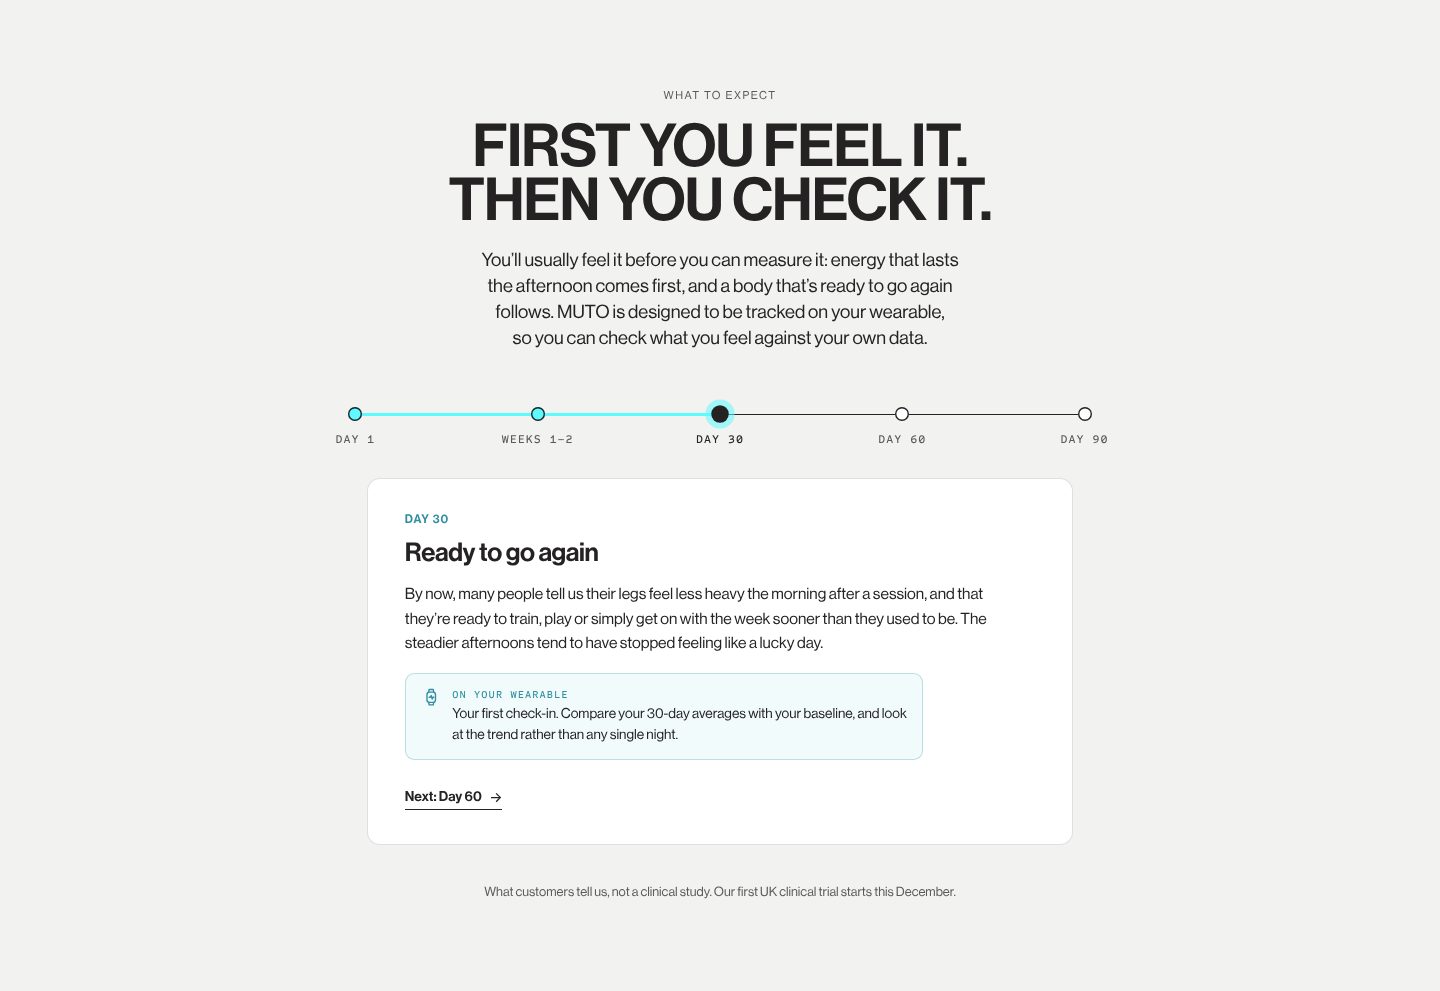 WHAT TO EXPECT
FIRST YOU FEEL IT.
THEN YOU CHECK IT.
You’ll usually feel it before you can measure it: energy that lasts
the afternoon comes first, and a body that’s ready to go again
follows. MUTO is designed to be tracked on your wearable,
so you can check what you feel against your own data.
DAY 1
WEEKS 1–2
DAY 30
DAY 60
DAY 90
DAY 30
Ready to go again
By now, many people tell us their legs feel less heavy the morning after a session, and that
they’re ready to train, play or simply get on with the week sooner than they used to be. The
steadier afternoons tend to have stopped feeling like a lucky day.
ON YOUR WEARABLE
Your first check-in. Compare your 30-day averages with your baseline, and look
at the trend rather than any single night.
Next: Day 60 →
What customers tell us, not a clinical study. Our first UK clinical trial starts this December.